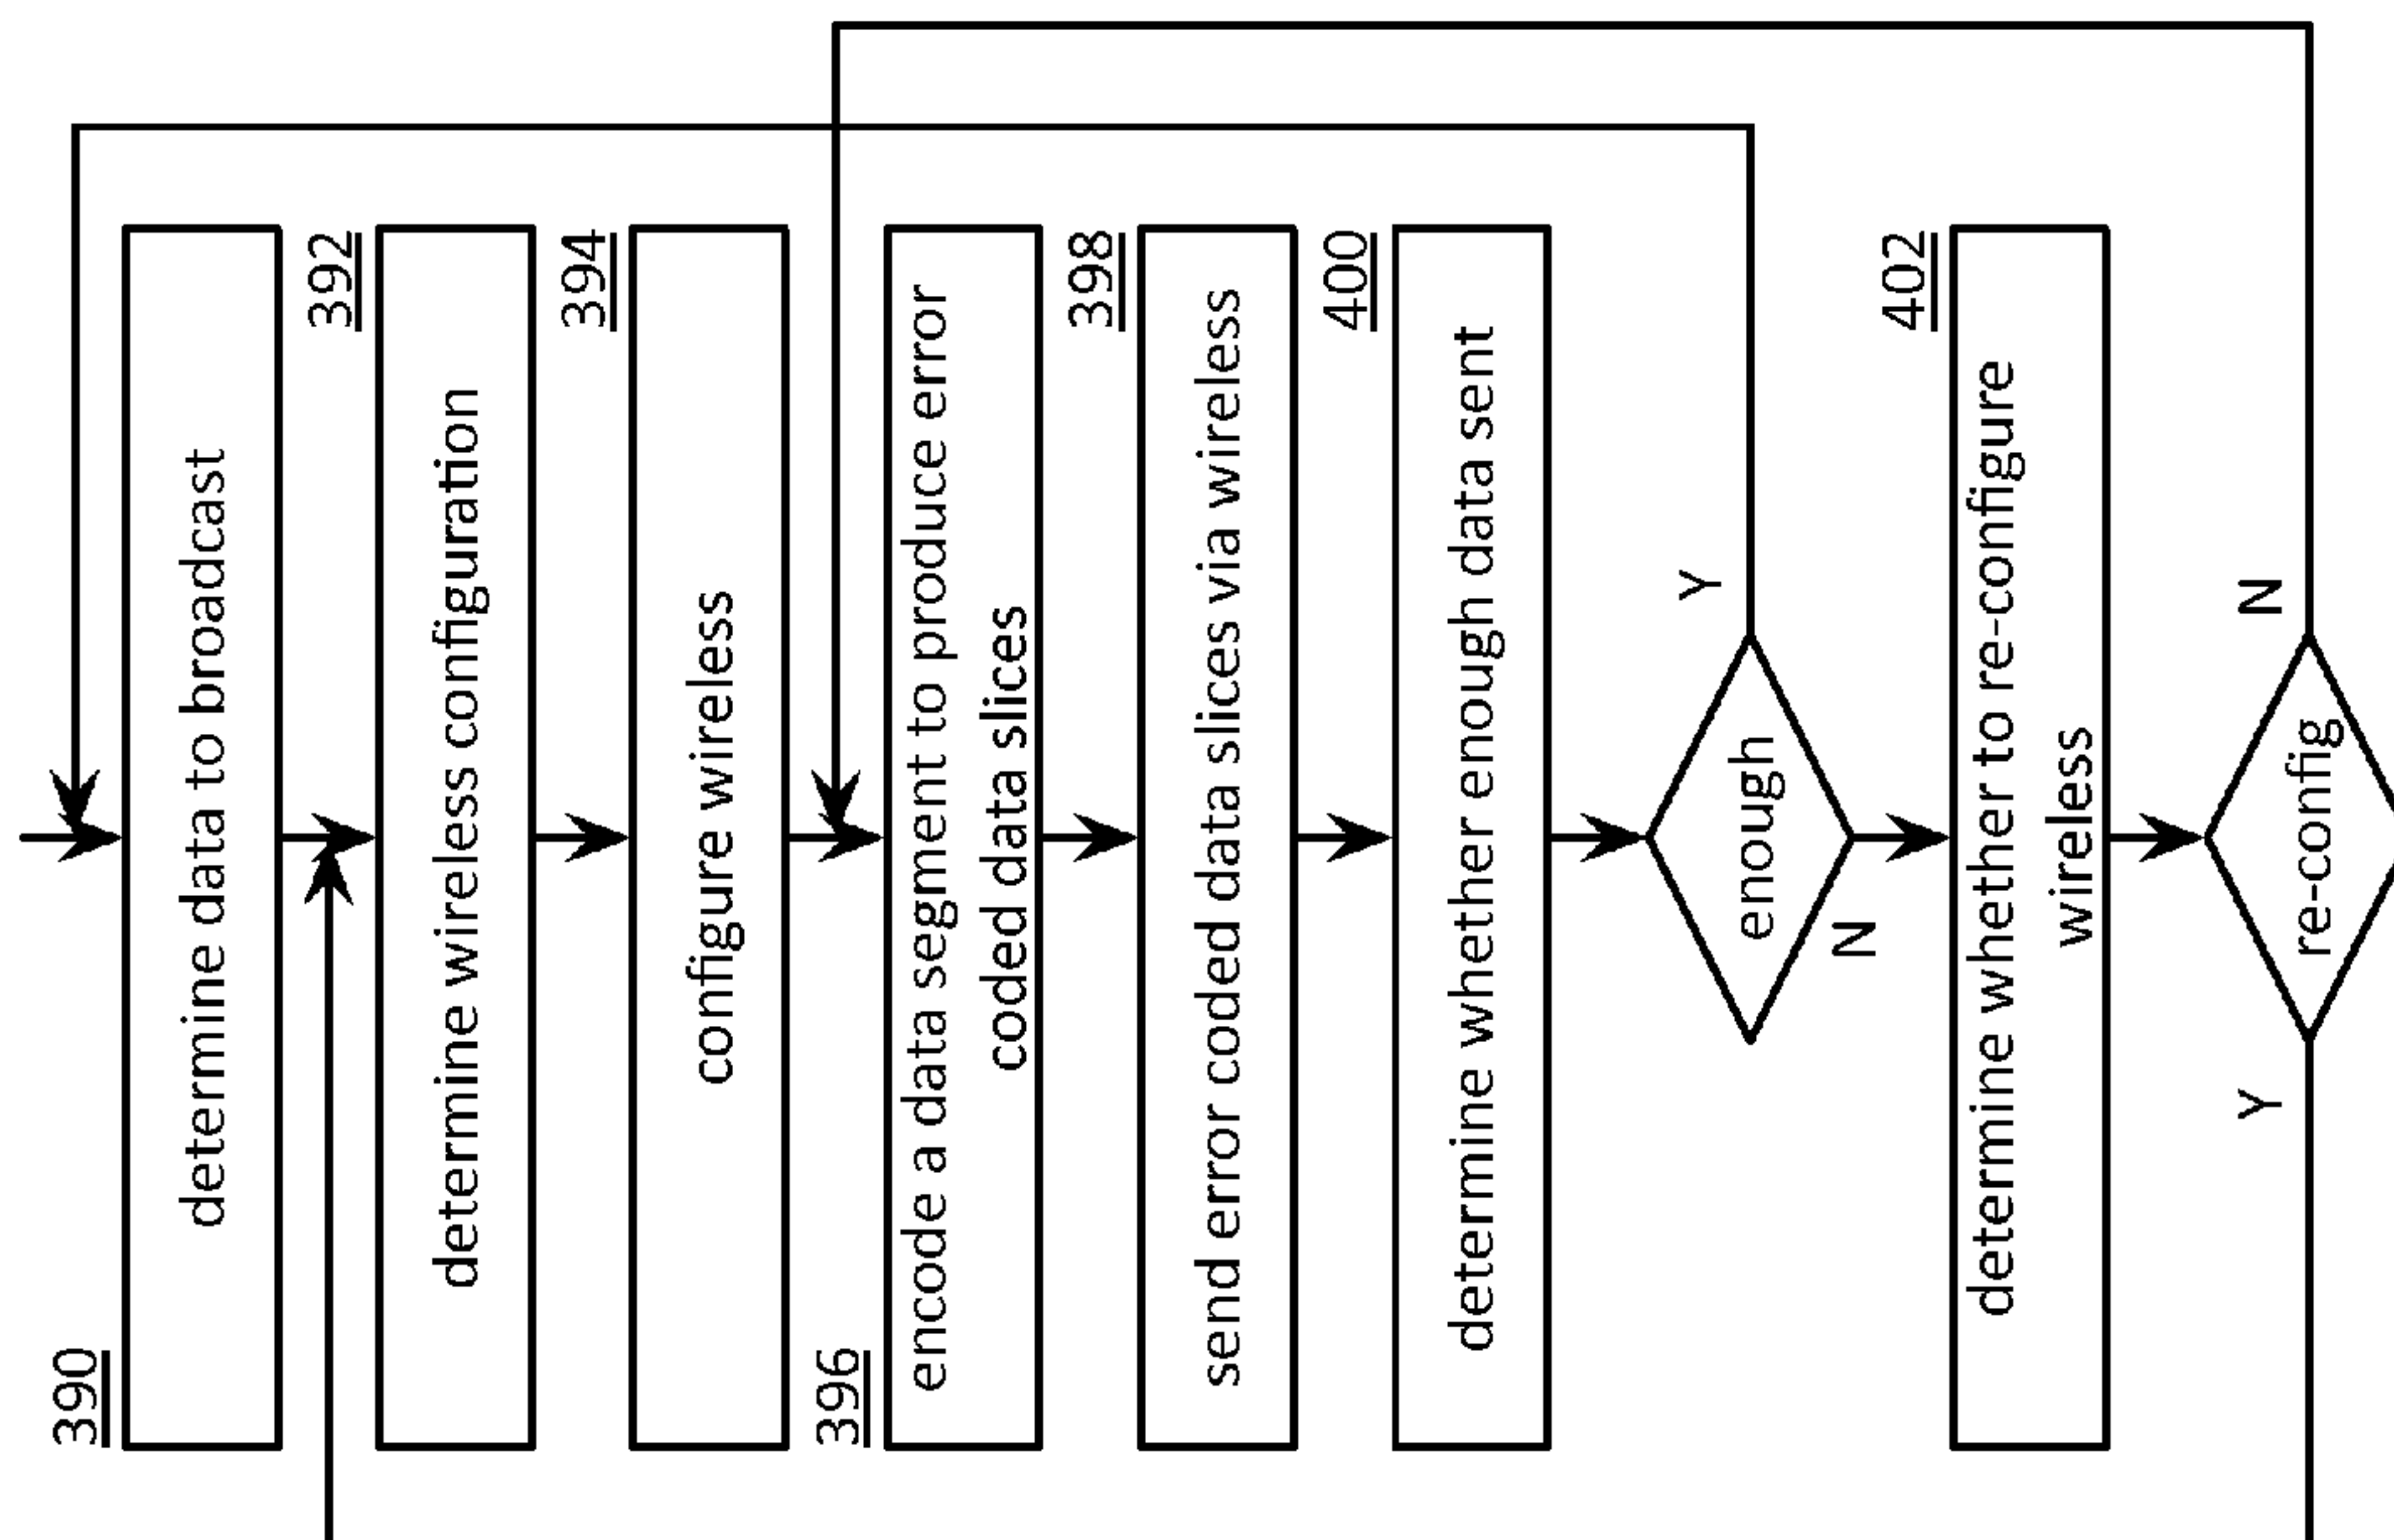 390
determine data to broadcast
392
determine wireless configuration
394
configure wireless
396
encode a data segment to produce error
coded data slices
398
send error coded data slices via wireless
400
determine whether enough data sent
enough
Y
N
402
determine whether to re-configure
wireless
Y
re-config
N